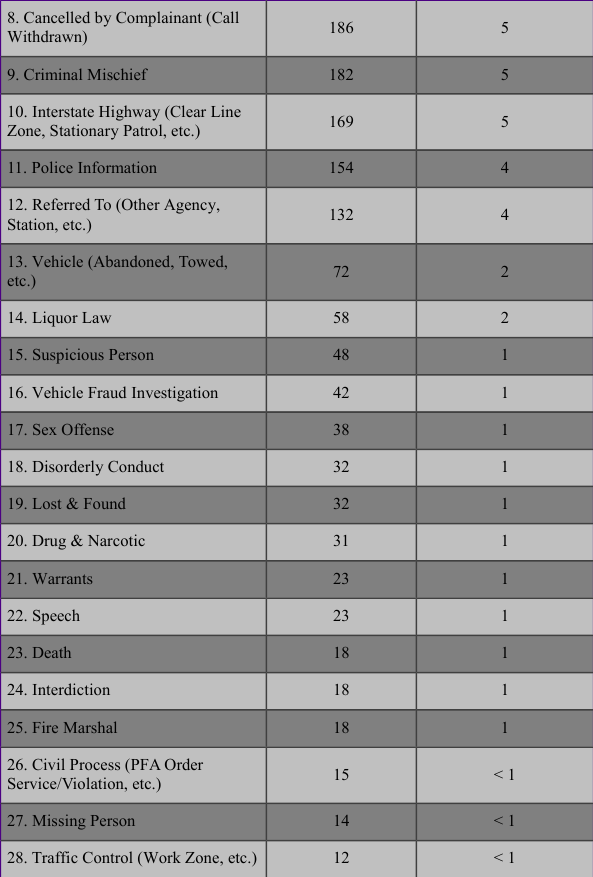 8. Cancelled by Complainant (Call
Withdrawn) 186 5
9. Criminal Mischief 182 5
10. Interstate Highway (Clear Line
Zone, Stationary Patrol, etc.) 169 5
11. Police Information 154 4
12. Referred To (Other Agency,
Station, etc.) 132 4
13. Vehicle (Abandoned, Towed,
etc.) 72 2
14. Liquor Law 58 2
15. Suspicious Person 48 1
16. Vehicle Fraud Investigation 42 1
17. Sex Offense 38 1
18. Disorderly Conduct 32 1
19. Lost & Found 32 1
20. Drug & Narcotic 31 1
21. Warrants 23 1
22. Speech 23 1
23. Death 18 1
24. Interdiction 18 1
25. Fire Marshal 18 1
26. Civil Process (PFA Order
Service/Violation, etc.) 15 < 1
27. Missing Person 14 < 1
28. Traffic Control (Work Zone, etc.) 12 < 1